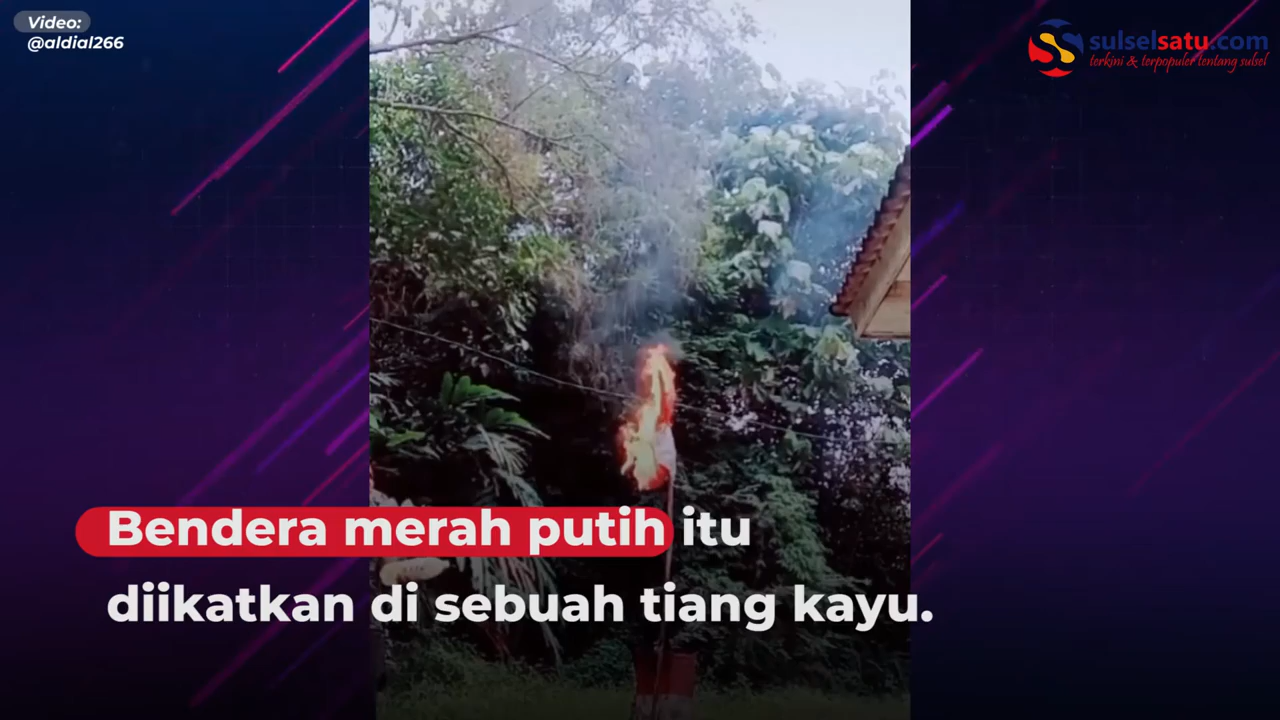 Video:
@aldial266
sulselsatu.com
terkini & terpopuler tentang sulsel
Bendera merah putih itu
diikatkan di sebuah tiang kayu.